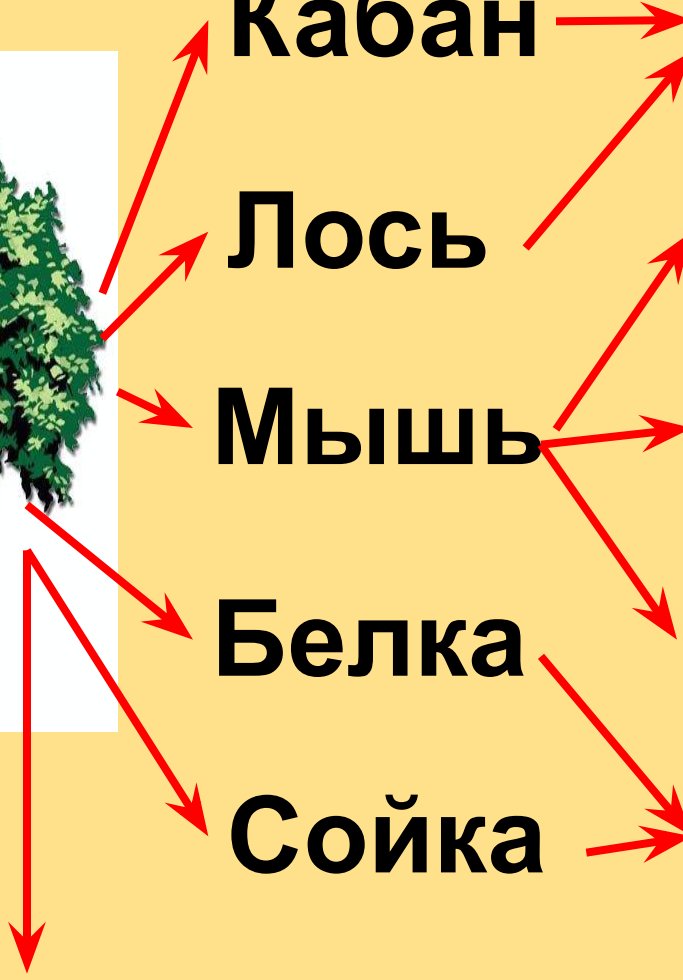 Кабан
Лось
Мышь
Белка
Сойка